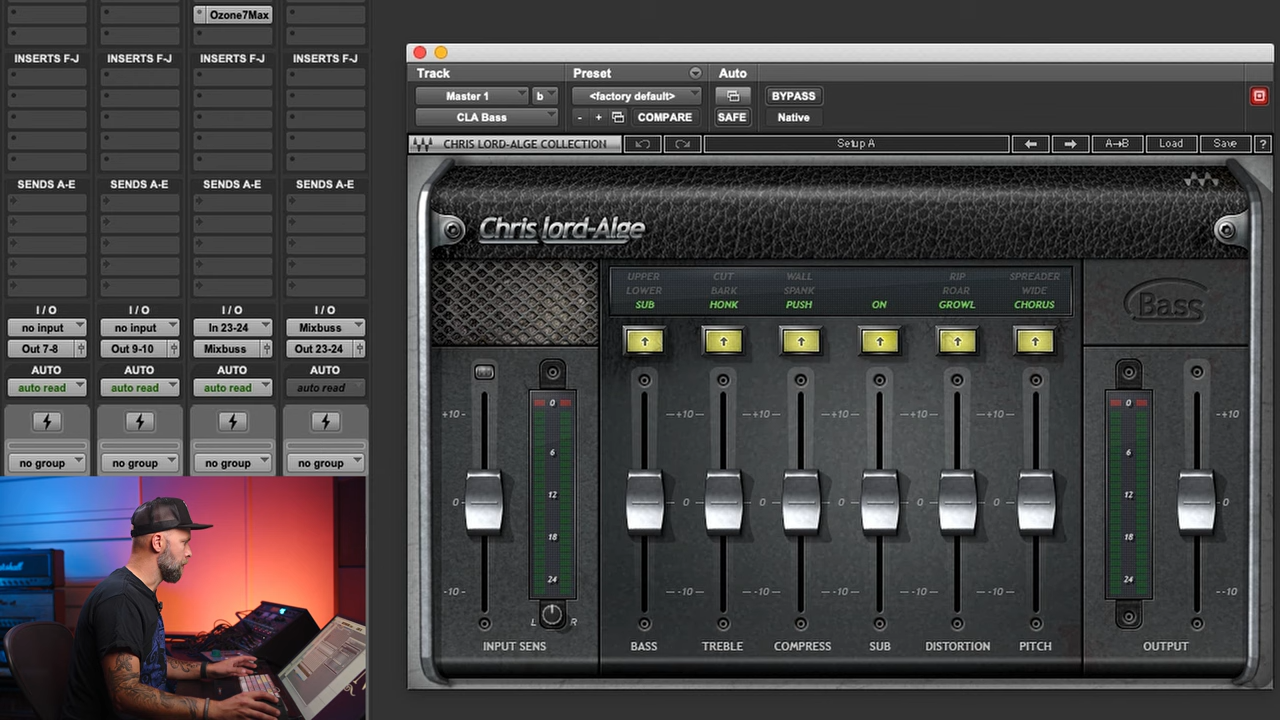 Ozone7Max
INSERTS F-J INSERTS F-J INSERTS F-J INSERTS F-J
SENDS A-E SENDS A-E SENDS A-E SENDS A-E
I / O I / O I / O I / O
no input no input In 23-24 Mixbuss
Out 7-8 Out 9-10 Mixbuss Out 23-24
AUTO AUTO AUTO AUTO
auto read auto read auto read auto read
no group no group no group no group
Track Preset Auto
Master 1 b <factory default> BYPASS
CLA Bass - + COMPARE SAFE Native
CHRIS LORD-ALGE COLLECTION Setup A A→B Load Save ?
Chris lord-Alge
UPPER CUT WALL RIP SPREADER
LOWER BARK SPANK ROAR WIDE
SUB HONK PUSH ON GROWL CHORUS
Bass
+10 0 +10 +10 +10 +10 +10 0 +10
6 6
0 12 0 0 0 0 0 12 0
18 18
-10 24 -10 -10 -10 -10 -10 24 -10
L R
INPUT SENS BASS TREBLE COMPRESS SUB DISTORTION PITCH OUTPUT